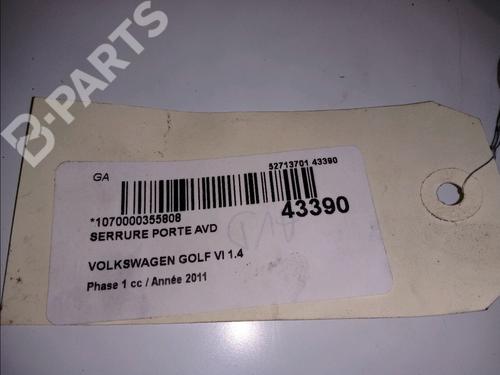 B-PARTS
GA
52713701 43390
*1070000355808
43390
SERRURE PORTE AVD
AVD
VOLKSWAGEN GOLF VI 1.4
Phase 1 cc / Année 2011